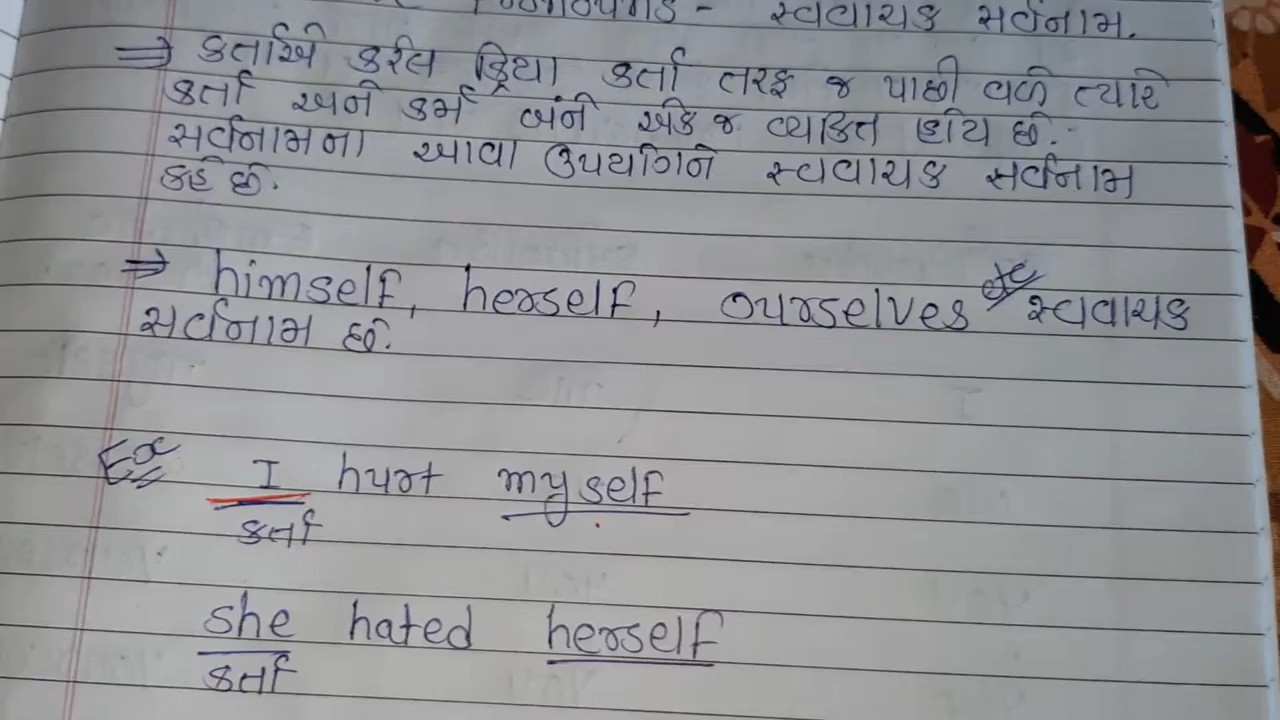 - સ્વવાચક સર્વનામ.
⇒ કર્તાએ કરેલ ક્રિયા કર્તા તરફ જ પાછી વળે ત્યારે
કર્તા અને કર્મ બંને એક જ વ્યક્તિ હોય છે.
સર્વનામના આવા ઉપયોગને સ્વવાચક સર્વનામ
કહે છે.
⇒ himself, herself, ourselves etc સ્વવાચક
સર્વનામ છે.
Ex I hurt myself
કર્તા
she hated herself
કર્તા